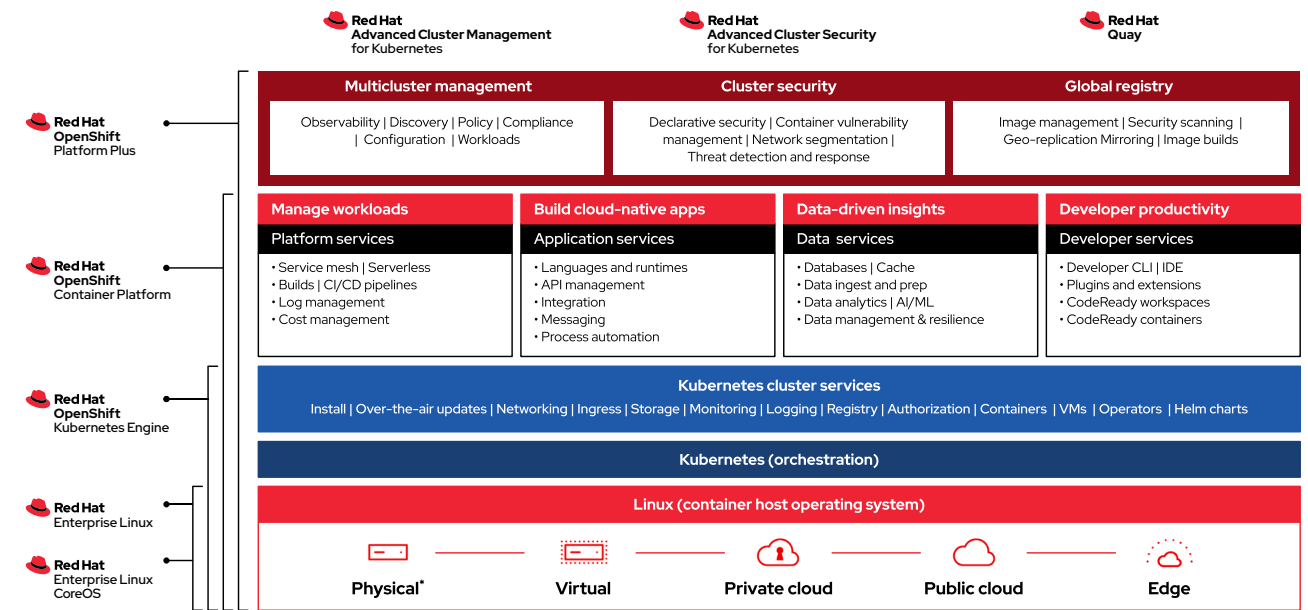 Red Hat
Advanced Cluster Management
for Kubernetes
Red Hat
Advanced Cluster Security
for Kubernetes
Red Hat
Quay
Red Hat
OpenShift
Platform Plus
Multicluster management
Observability | Discovery | Policy | Compliance
| Configuration | Workloads
Cluster security
Declarative security | Container vulnerability
management | Network segmentation |
Threat detection and response
Global registry
Image management | Security scanning |
Geo-replication Mirroring | Image builds
Red Hat
OpenShift
Container Platform
Manage workloads
Platform services
• Service mesh | Serverless
• Builds | CI/CD pipelines
• Log management
• Cost management
Build cloud-native apps
Application services
• Languages and runtimes
• API management
• Integration
• Messaging
• Process automation
Data-driven insights
Data services
• Databases | Cache
• Data ingest and prep
• Data analytics | AI/ML
• Data management & resilience
Developer productivity
Developer services
• Developer CLI | IDE
• Plugins and extensions
• CodeReady workspaces
• CodeReady containers
Red Hat
OpenShift
Kubernetes Engine
Kubernetes cluster services
Install | Over-the-air updates | Networking | Ingress | Storage | Monitoring | Logging | Registry | Authorization | Containers | VMs | Operators | Helm charts
Kubernetes (orchestration)
Red Hat
Enterprise Linux
Linux (container host operating system)
Red Hat
Enterprise Linux
CoreOS
Physical*
Virtual
Private cloud
Public cloud
Edge